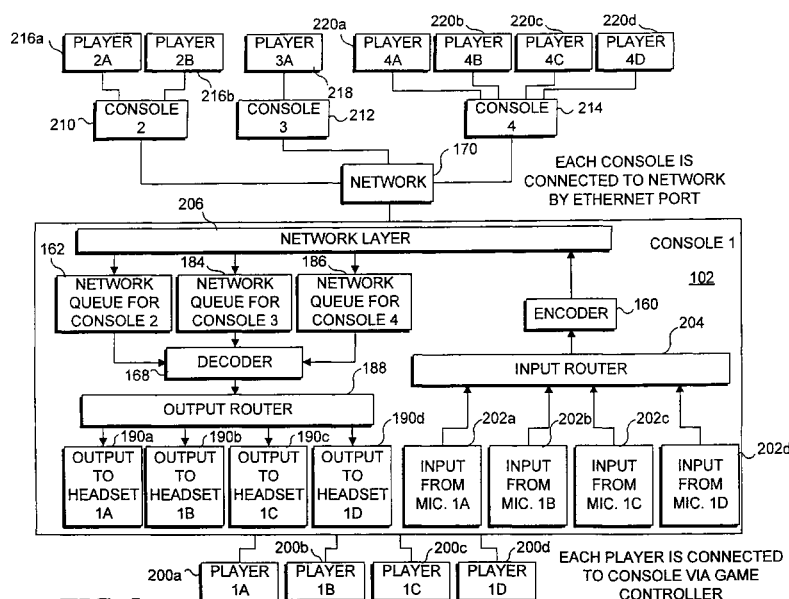 216a
PLAYER
2A
PLAYER
2B
216b
PLAYER
3A
218
220a
PLAYER
4A
220b
PLAYER
4B
220c
PLAYER
4C
220d
PLAYER
4D
210
CONSOLE
2
CONSOLE
3
212
CONSOLE
4
214
170
NETWORK
EACH CONSOLE IS
CONNECTED TO NETWORK
BY ETHERNET PORT
206
NETWORK LAYER
CONSOLE 1
102
162
NETWORK
QUEUE FOR
CONSOLE 2
184
NETWORK
QUEUE FOR
CONSOLE 3
186
NETWORK
QUEUE FOR
CONSOLE 4
ENCODER
160
168
DECODER
204
INPUT ROUTER
188
OUTPUT ROUTER
190a
OUTPUT
TO
HEADSET
1A
190b
OUTPUT
TO
HEADSET
1B
190c
OUTPUT
TO
HEADSET
1C
190d
OUTPUT
TO
HEADSET
1D
202a
INPUT
FROM
MIC. 1A
202b
INPUT
FROM
MIC. 1B
202c
INPUT
FROM
MIC. 1C
202d
INPUT
FROM
MIC. 1D
200a
PLAYER
1A
200b
PLAYER
1B
200c
PLAYER
1C
200d
PLAYER
1D
EACH PLAYER IS CONNECTED
TO CONSOLE VIA GAME
CONTROLLER